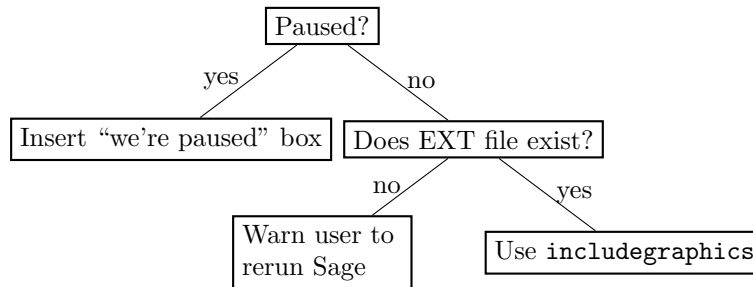 Paused?
yes
no
Insert “we're paused” box
Does EXT file exist?
no
yes
Warn user to
rerun Sage
Use includegraphics